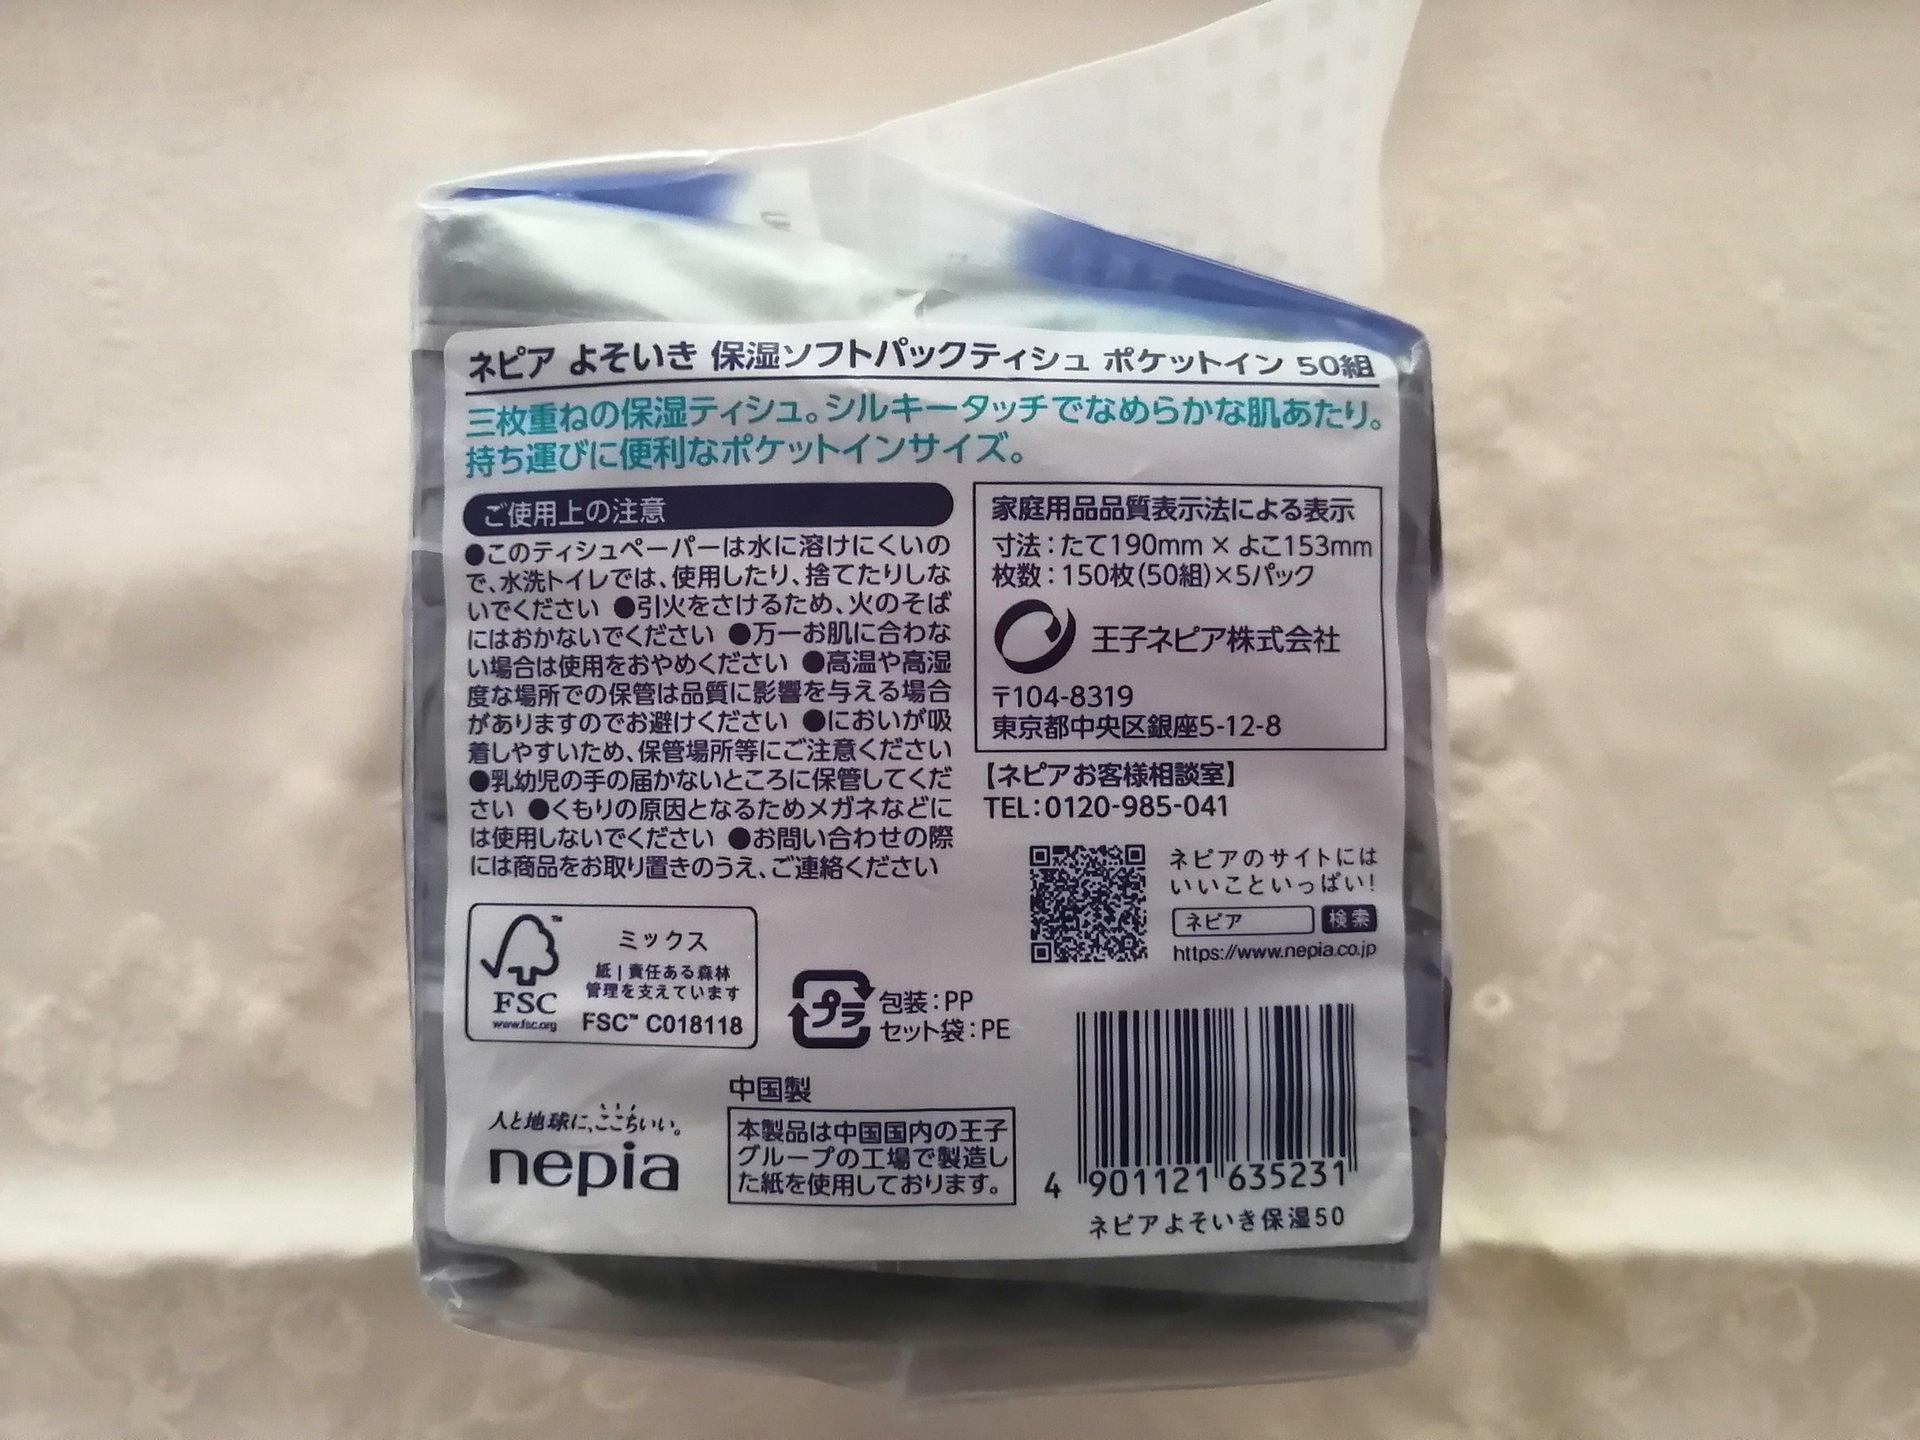 ネピア よそいき 保湿ソフトパックティシュ ポケットイン 50組
三枚重ねの保湿ティシュ。シルキータッチでなめらかな肌あたり。
持ち運びに便利なポケットインサイズ。
ご使用上の注意
●このティシュペーパーは水に溶けにくいの
で、水洗トイレでは、使用したり、捨てたりしな
いでください ●引火をさけるため、火のそば
にはおかないでください ●万一お肌に合わな
い場合は使用をおやめください ●高温や高湿
度な場所での保管は品質に影響を与える場合
がありますのでお避けください ●においが吸
着しやすいため、保管場所等にご注意ください
●乳幼児の手の届かないところに保管してくだ
さい ●くもりの原因となるためメガネなどに
は使用しないでください ●お問い合わせの際
には商品をお取り置きのうえ、ご連絡ください
家庭用品品質表示法による表示
寸法:たて190mm × よこ153mm
枚数:150枚(50組)×5パック
王子ネピア株式会社
〒104-8319
東京都中央区銀座5-12-8
【ネピアお客様相談室】
TEL:0120-985-041
ネピアのサイトには
いいこといっぱい!
ネピア 検索
https://www.nepia.co.jp
FSC
www.fsc.org
ミックス
紙|責任ある森林
管理を支えています
FSC™ C018118
プラ
包装:PP
セット袋:PE
人と地球に、ここちいい。
nepia
中国製
本製品は中国国内の王子
グループの工場で製造し
た紙を使用しております。
4 901121 635231
ネピアよそいき保湿50